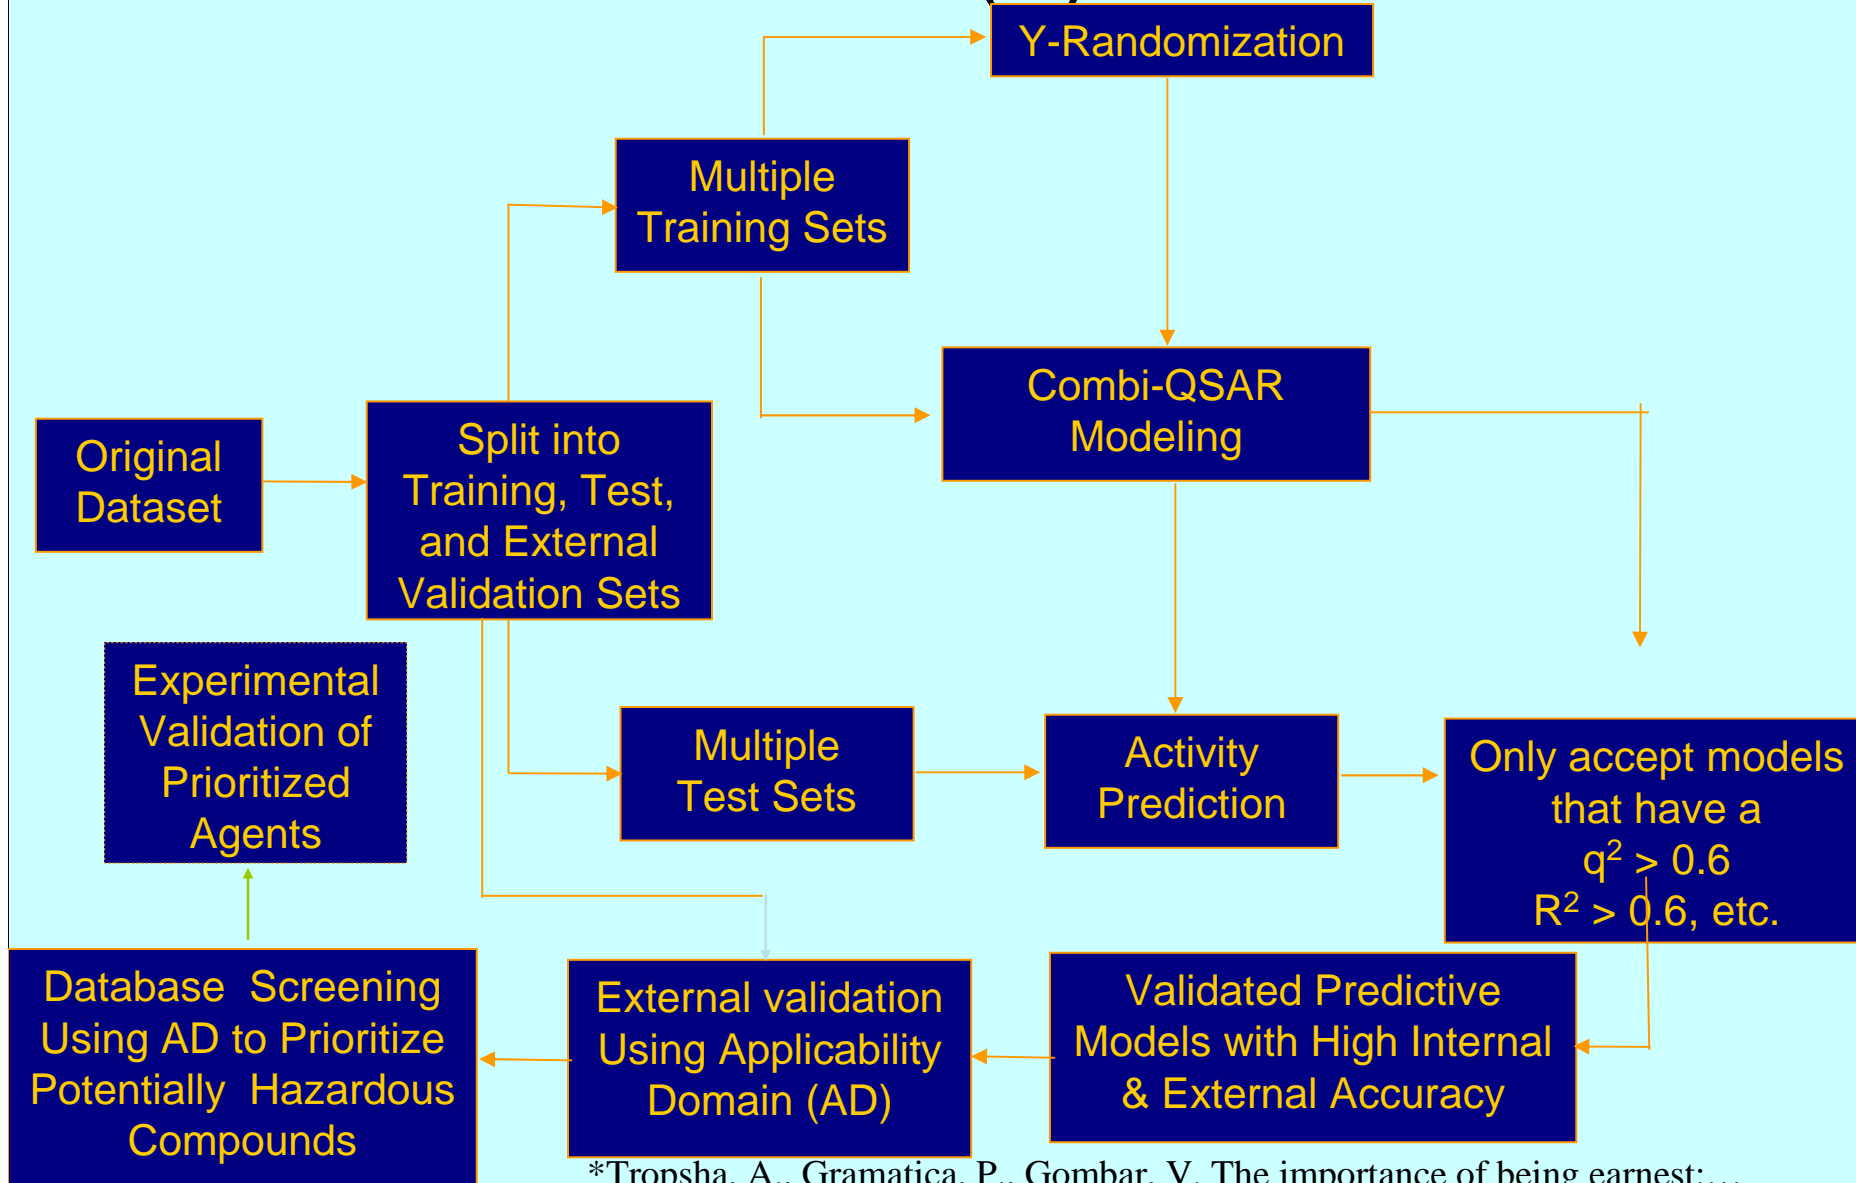 Y-Randomization
Multiple
Training Sets
Combi-QSAR
Modeling
Original
Dataset
Split into
Training, Test,
and External
Validation Sets
Experimental
Validation of
Prioritized
Agents
Multiple
Test Sets
Activity
Prediction
Only accept models
that have a
q² > 0.6
R² > 0.6, etc.
Database Screening
Using AD to Prioritize
Potentially Hazardous
Compounds
External validation
Using Applicability
Domain (AD)
Validated Predictive
Models with High Internal
& External Accuracy
*Tropsha, A., Gramatica, P., Gombar, V. The importance of being earnest:…